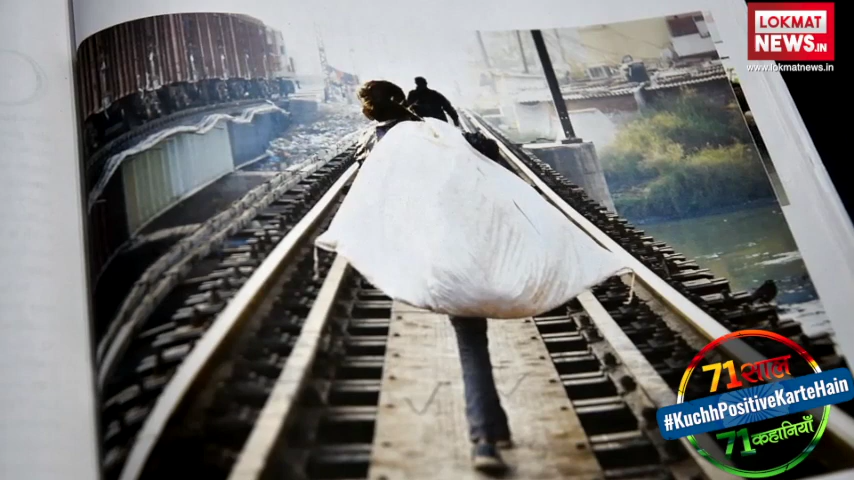 LOKMAT
NEWS.in
www.lokmatnews.in
71 साल
#KuchhPositiveKarteHain
71 कहानियाँ